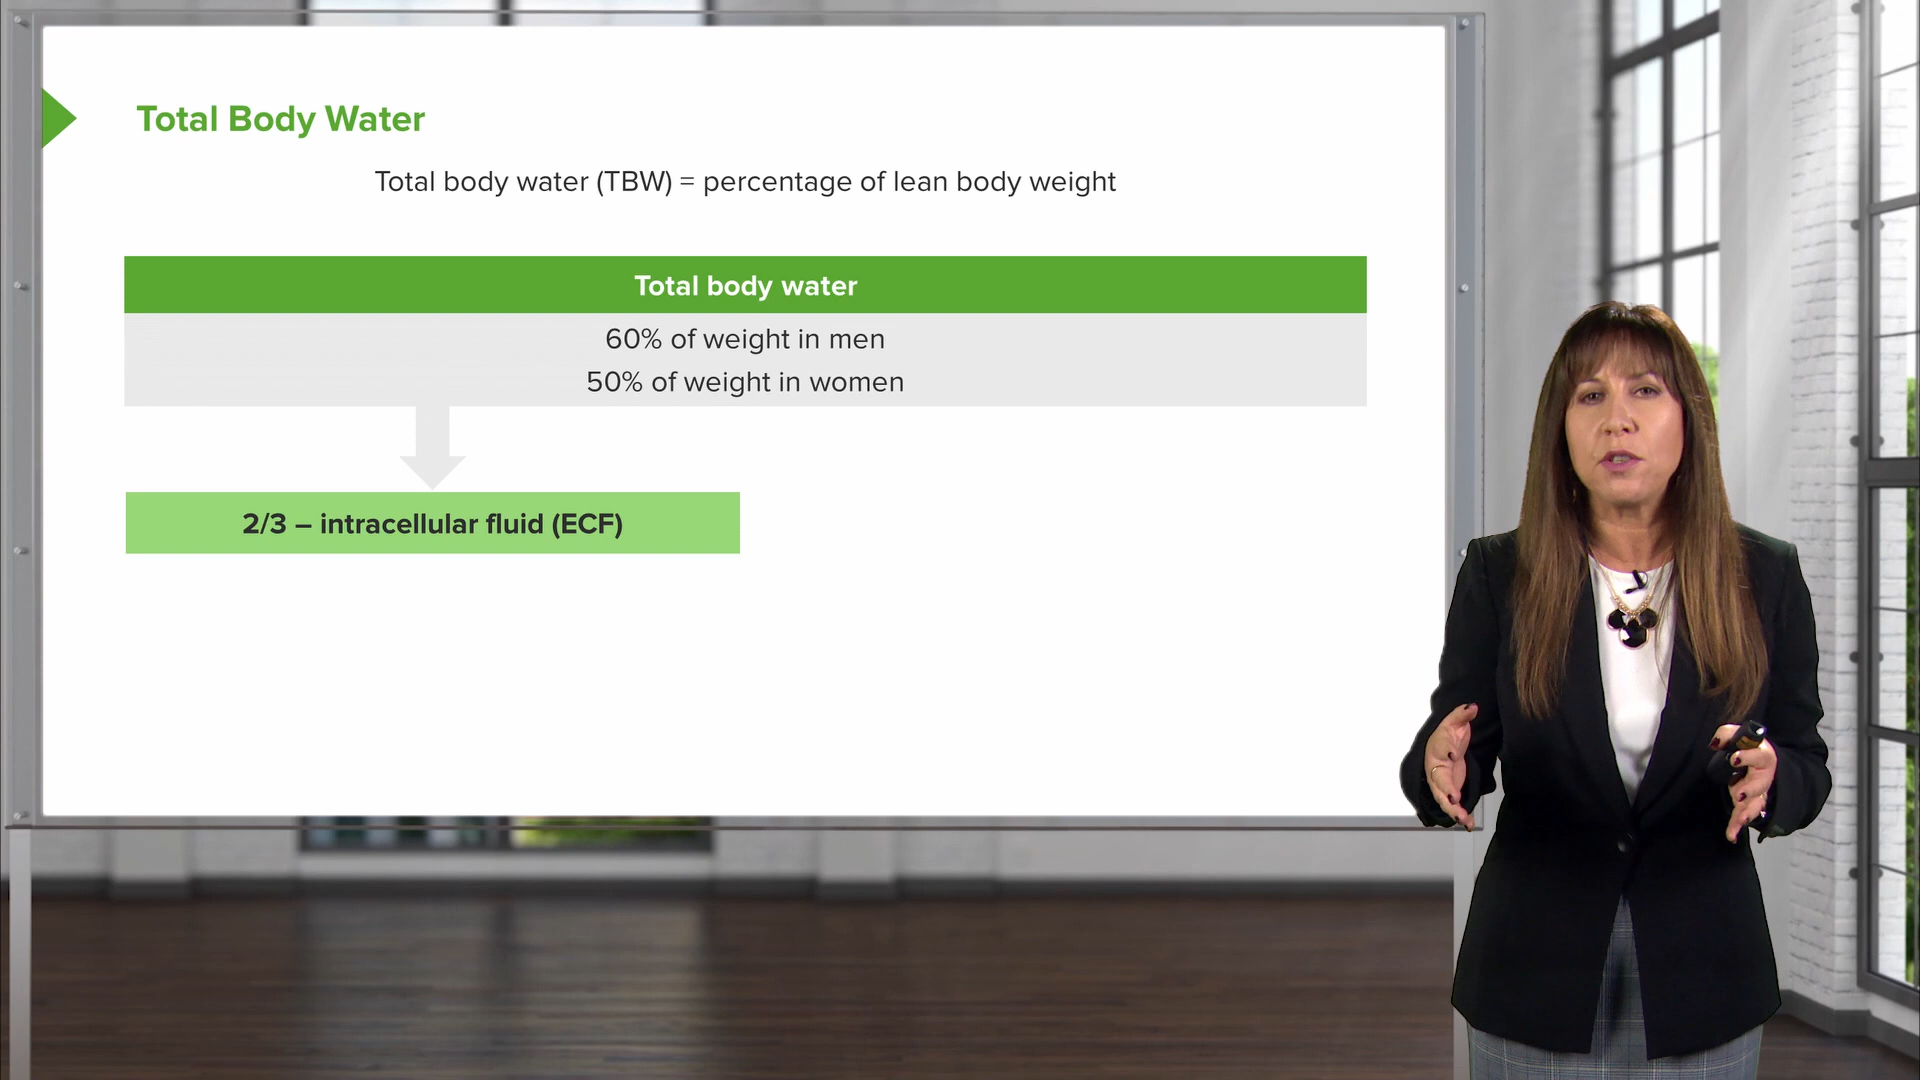 Total Body Water
Total body water (TBW) = percentage of lean body weight
Total body water
60% of weight in men
50% of weight in women
2/3 – intracellular fluid (ECF)